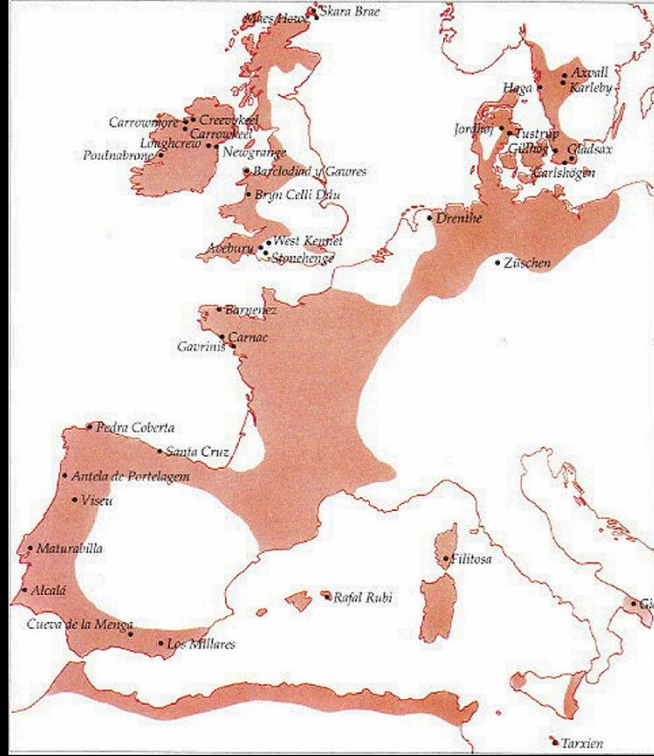 Skara Brae
Maes Howe
Axvall
Karleby
Haga
Creevykeel
Carrowmore
Carrowkeel
Loughcrew
Newgrange
Poulnabrone
Jordhøj
Tustrup
Gillhög
Gladsax
Carlshögen
Barclodiad y Gawres
Bryn Celli Ddu
Drenthe
West Kennet
Avebury
Stonehenge
Züschen
Barnenez
Carnac
Gavrinis
Pedra Coberta
Santa Cruz
Antela de Portelagem
Viseu
Maturabilla
Filitosa
Alcalá
Rafal Rubi
Gi
Cueva de la Menga
Los Millares
Tarxien